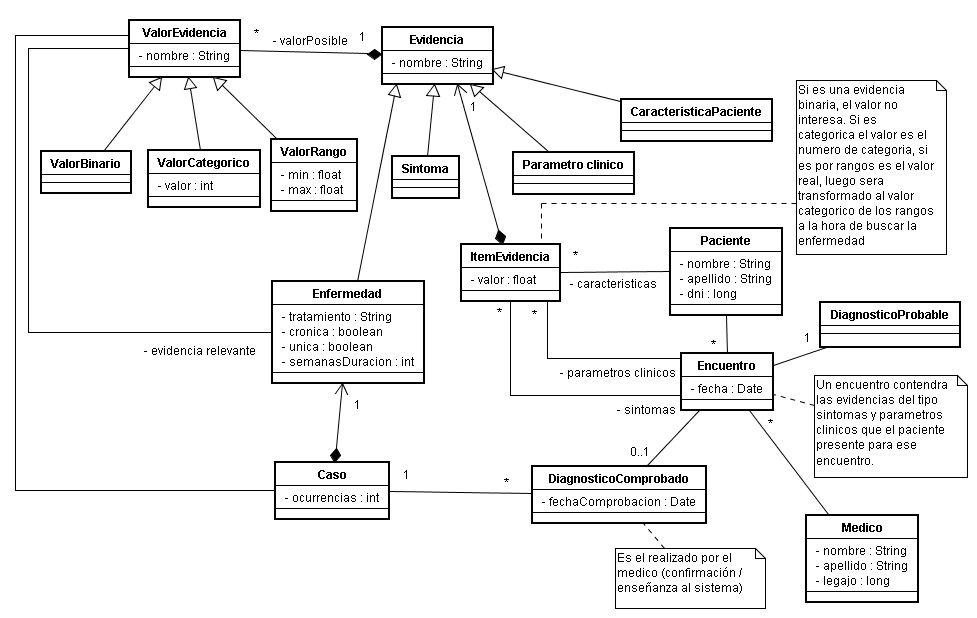 ValorEvidencia
- nombre : String
*
- valorPosible
1
Evidencia
- nombre : String
ValorBinario
ValorCategorico
- valor : int
ValorRango
- min : float
- max : float
Sintoma
Parametro clinico
CaracteristicaPaciente
1
Si es una evidencia
binaria, el valor no
interesa. Si es
categorica el valor es el
numero de categoria, si
es por rangos es el valor
real, luego sera
transformado al valor
categorico de los rangos
a la hora de buscar la
enfermedad
ItemEvidencia
- valor : float
*
- caracteristicas
Paciente
- nombre : String
- apellido : String
- dni : long
Enfermedad
- tratamiento : String
- cronica : boolean
- unica : boolean
- semanasDuracion : int
- evidencia relevante
*
*
*
DiagnosticoProbable
1
- parametros clinicos
- sintomas
Encuentro
- fecha : Date
Un encuentro contendra
las evidencias del tipo
sintomas y parametros
clinicos que el paciente
presente para ese
encuentro.
*
1
0..1
Caso
- ocurrencias : int
1
*
DiagnosticoComprobado
- fechaComprobacion : Date
Medico
- nombre : String
- apellido : String
- legajo : long
Es el realizado por el
medico (confirmación /
enseñanza al sistema)